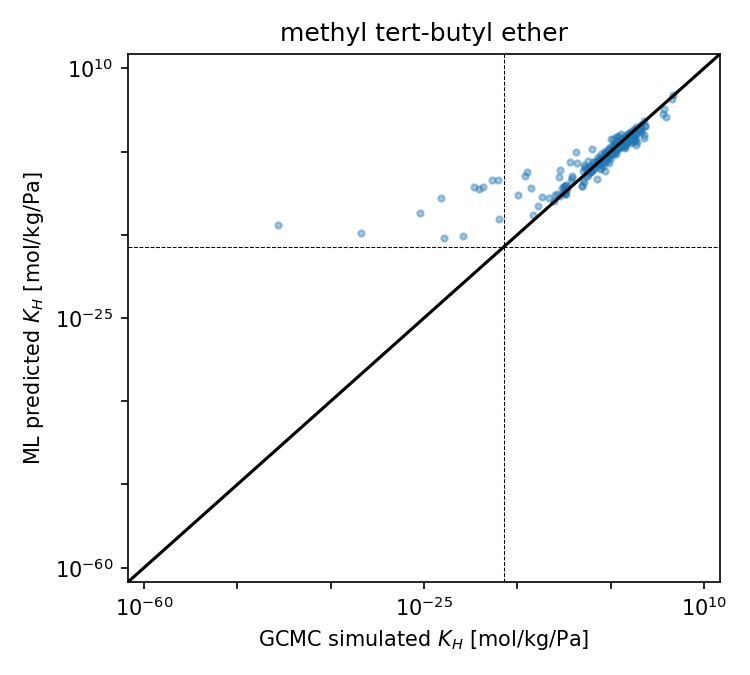 methyl tert-butyl ether
10^10
10^-25
10^-60
ML predicted K_H [mol/kg/Pa]
10^-60 10^-25 10^10
GCMC simulated K_H [mol/kg/Pa]